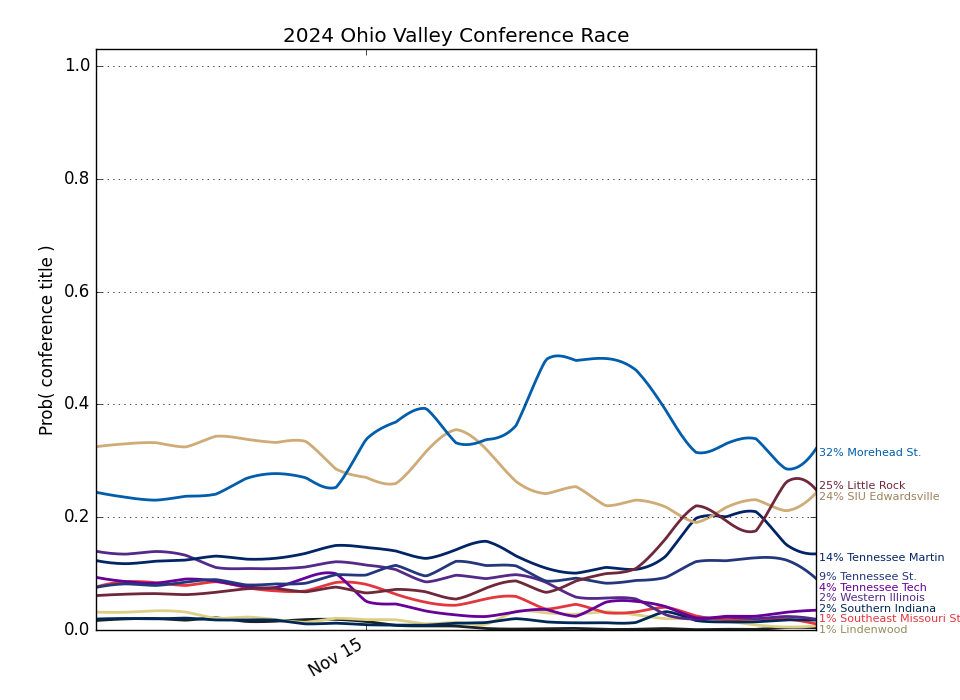 2024 Ohio Valley Conference Race
1.0
0.8
0.6
0.4
0.2
0.0
Prob( conference title )
Nov 15
32% Morehead St.
25% Little Rock
24% SIU Edwardsville
14% Tennessee Martin
9% Tennessee St.
4% Tennessee Tech
2% Western Illinois
2% Southern Indiana
1% Southeast Missouri St
1% Lindenwood